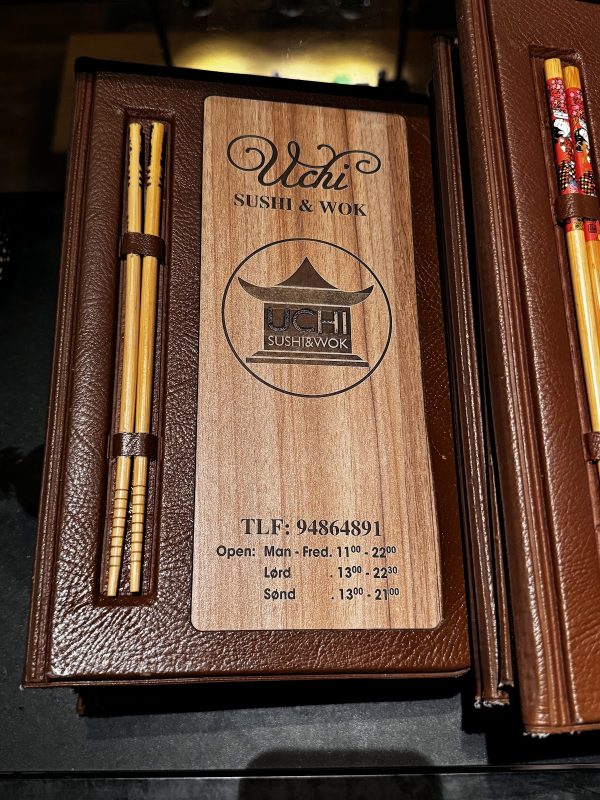 Uchi
SUSHI & WOK
UCHI
SUSHI&WOK
TLF: 94864891
Open: Man - Fred. 11⁰⁰ - 22⁰⁰
Lørd . 13⁰⁰ - 22³⁰
Sønd . 13⁰⁰ - 21⁰⁰